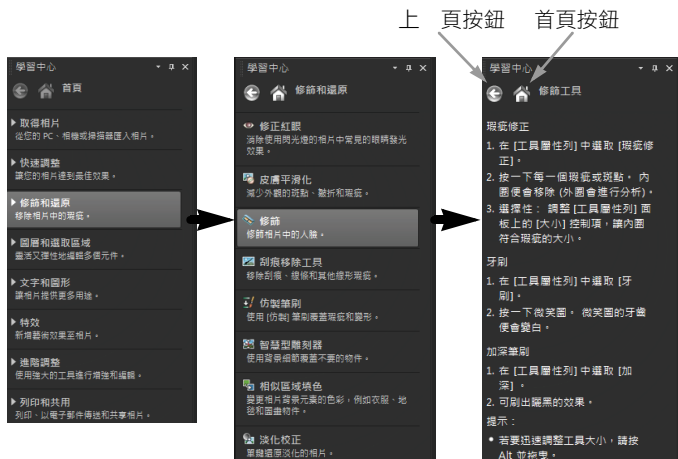 上 頁按鈕 首頁按鈕
學習中心
首頁
取得相片
從您的 PC、相機或掃描器匯入相片。
快速調整
讓您的相片達到最佳效果。
修飾和還原
移除相片中的瑕疵。
圖層和選取區域
靈活又彈性地編輯多個元件。
文字和圖形
讓相片提供更多用途。
特效
新增藝術效果至相片。
進階調整
使用強大的工具進行增強和編輯。
列印和共用
列印、以電子郵件傳送和共享相片。
學習中心
修飾和還原
修正紅眼
消除使用閃光燈的相片中常見的眼睛發光
效果。
皮膚平滑化
減少外觀的斑點、皺折和瑕疵。
修飾
修飾相片中的人臉。
刮痕移除工具
移除刮痕、線條和其他線形瑕疵。
仿製筆刷
使用 [仿製] 筆刷覆蓋瑕疵和變形。
智慧型雕刻器
使用背景細節覆蓋不要的物件。
相似區域填色
變更相片背景元素的色彩，例如衣服、地
毯和圖畫物件。
淡化校正
單鍵還原淡化的相片。
學習中心
修飾工具
瑕疵修正
1. 在 [工具屬性列] 中選取 [瑕疵修
正]。
2. 按一下每一個瑕疵或斑點。 內
圈便會移除 (外圈會進行分析)。
3. 選擇性： 調整 [工具屬性列] 面
板上的 [大小] 控制項，讓內圈
符合瑕疵的大小。
牙刷
1. 在 [工具屬性列] 中選取 [牙
刷]。
2. 按一下微笑圖。 微笑圖的牙齒
便會變白。
加深筆刷
1. 在 [工具屬性列] 中選取 [加
深]。
2. 可刷出曬黑的效果。
提示：
• 若要迅速調整工具大小，請按
Alt 並拖曳。